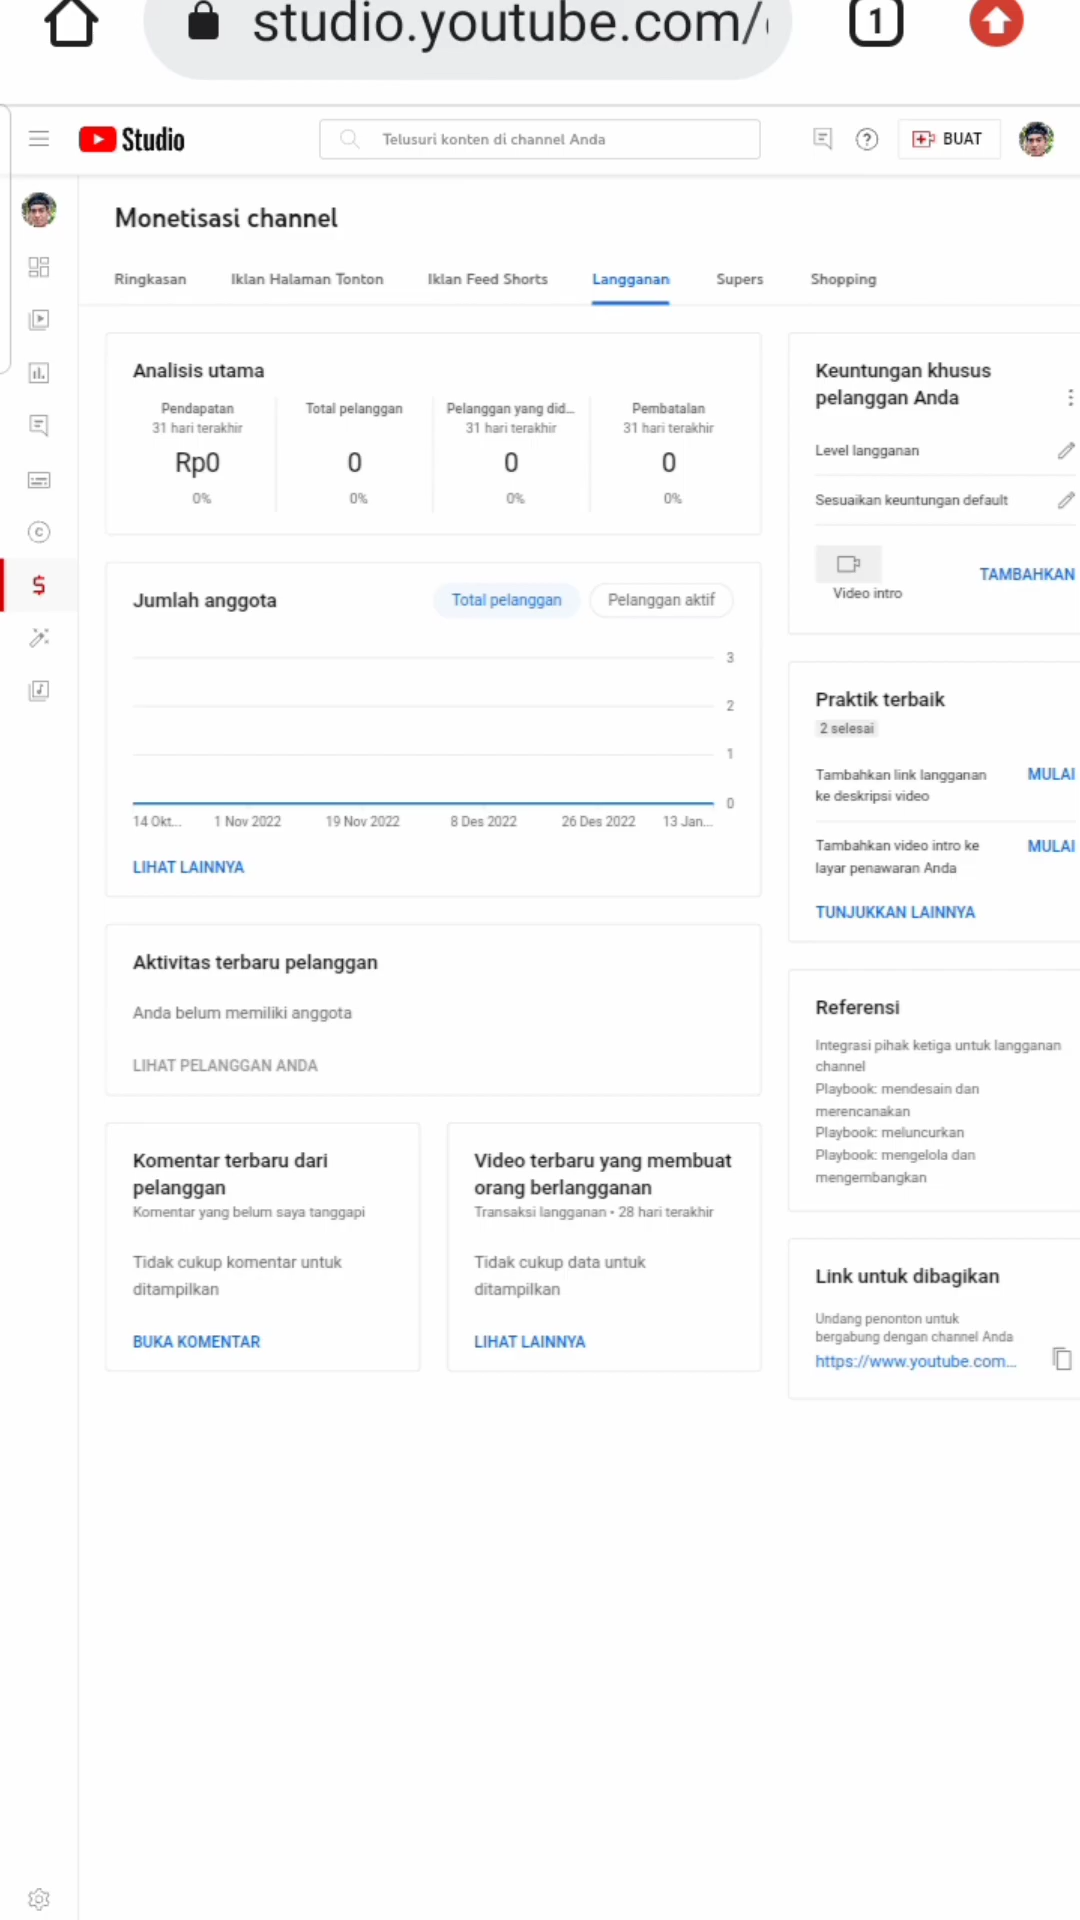 studio.youtube.com/
1
Studio
Telusuri konten di channel Anda
BUAT
Monetisasi channel
Ringkasan
Iklan Halaman Tonton
Iklan Feed Shorts
Langganan
Supers
Shopping
Analisis utama
Pendapatan
31 hari terakhir
Rp0
0%
Total pelanggan
0
0%
Pelanggan yang did...
31 hari terakhir
0
0%
Pembatalan
31 hari terakhir
0
0%
Jumlah anggota
Total pelanggan
Pelanggan aktif
3
2
1
0
14 Okt...
1 Nov 2022
19 Nov 2022
8 Des 2022
26 Des 2022
13 Jan...
LIHAT LAINNYA
Aktivitas terbaru pelanggan
Anda belum memiliki anggota
LIHAT PELANGGAN ANDA
Komentar terbaru dari
pelanggan
Komentar yang belum saya tanggapi
Tidak cukup komentar untuk
ditampilkan
BUKA KOMENTAR
Video terbaru yang membuat
orang berlangganan
Transaksi langganan • 28 hari terakhir
Tidak cukup data untuk
ditampilkan
LIHAT LAINNYA
Keuntungan khusus
pelanggan Anda
Level langganan
Sesuaikan keuntungan default
Video intro
TAMBAHKAN
Praktik terbaik
2 selesai
Tambahkan link langganan
ke deskripsi video
MULAI
Tambahkan video intro ke
layar penawaran Anda
MULAI
TUNJUKKAN LAINNYA
Referensi
Integrasi pihak ketiga untuk langganan
channel
Playbook: mendesain dan
merencanakan
Playbook: meluncurkan
Playbook: mengelola dan
mengembangkan
Link untuk dibagikan
Undang penonton untuk
bergabung dengan channel Anda
https://www.youtube.com...